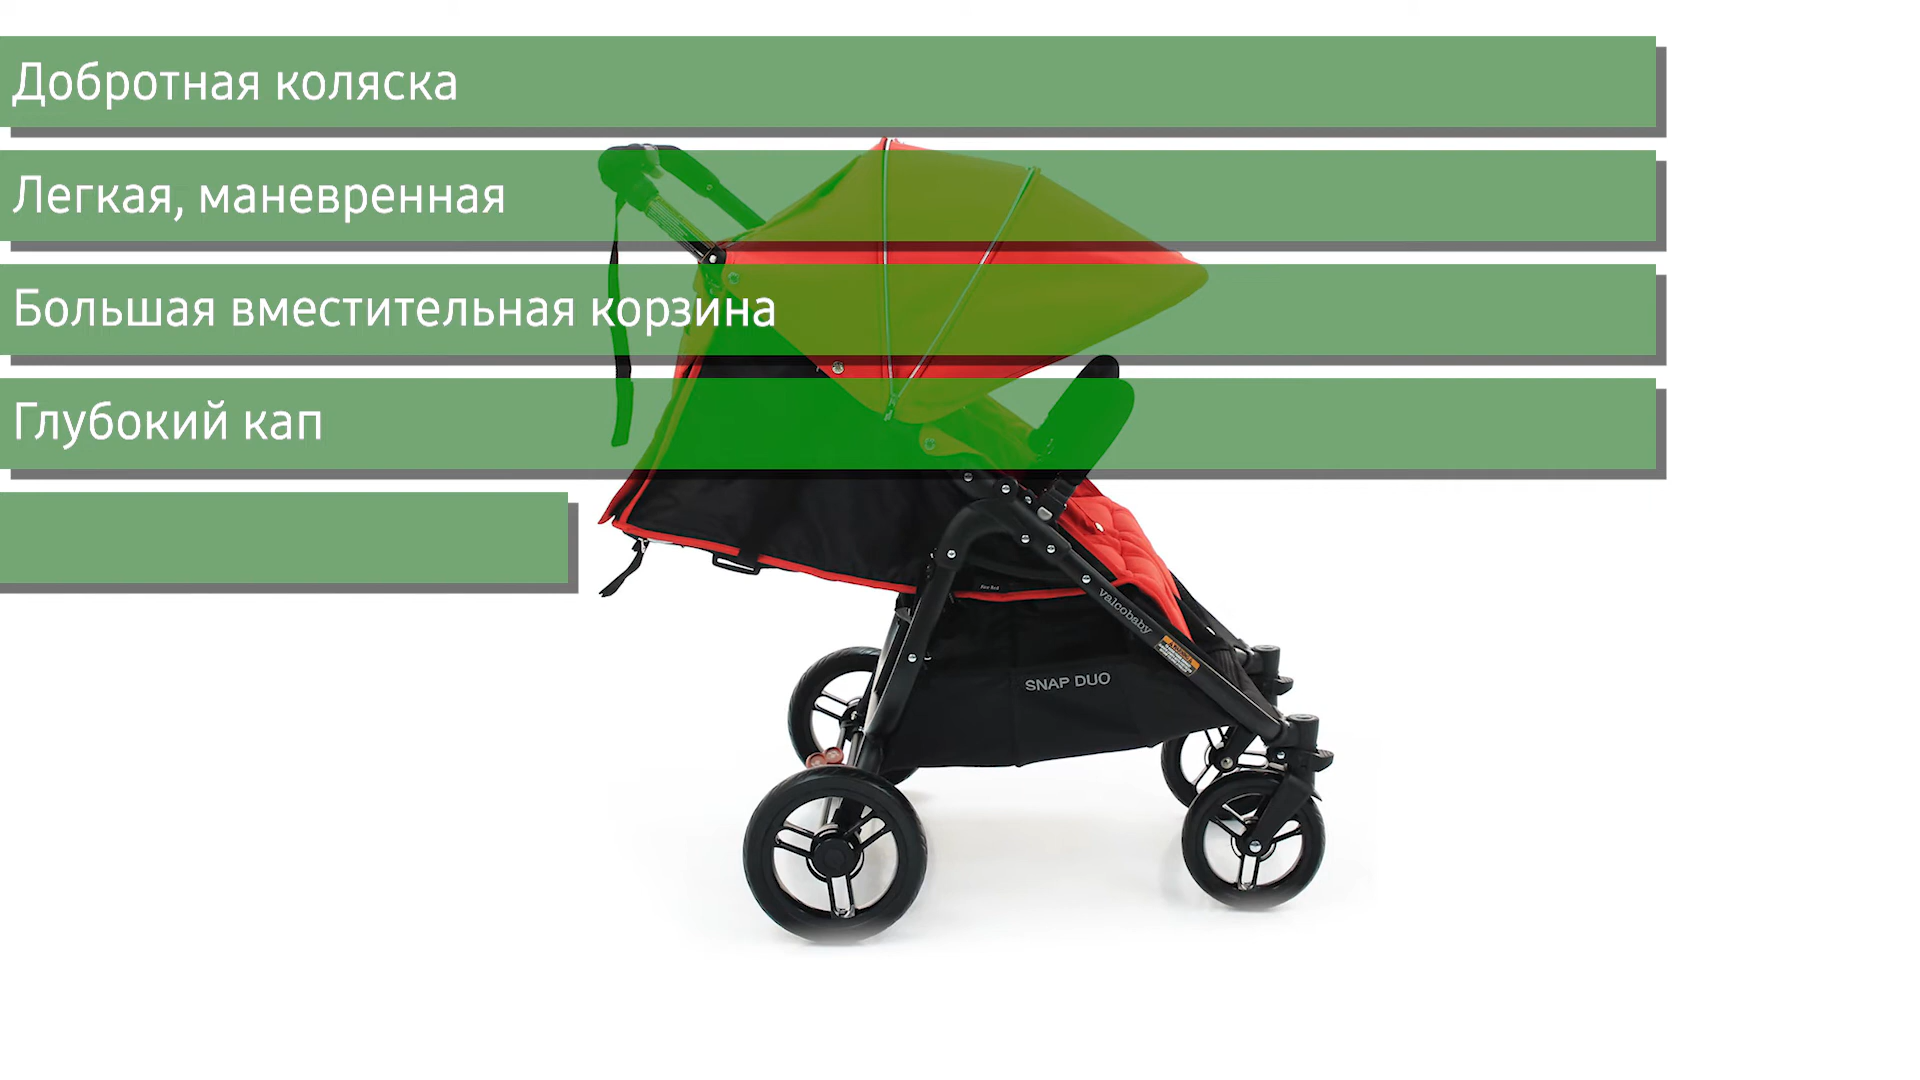 Добротная коляска
Легкая, маневренная
Большая вместительная корзина
Глубокий кап
valcobaby
SNAP DUO